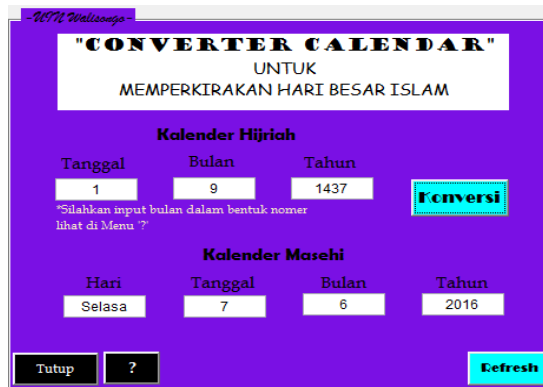 -UIN Walisongo-
"CONVERTER CALENDAR"
UNTUK
MEMPERKIRAKAN HARI BESAR ISLAM
Kalender Hijriah
Tanggal Bulan Tahun
1 9 1437
Konversi
*Silahkan input bulan dalam bentuk nomer
lihat di Menu '?'
Kalender Masehi
Hari Tanggal Bulan Tahun
Selasa 7 6 2016
Tutup ? Refresh